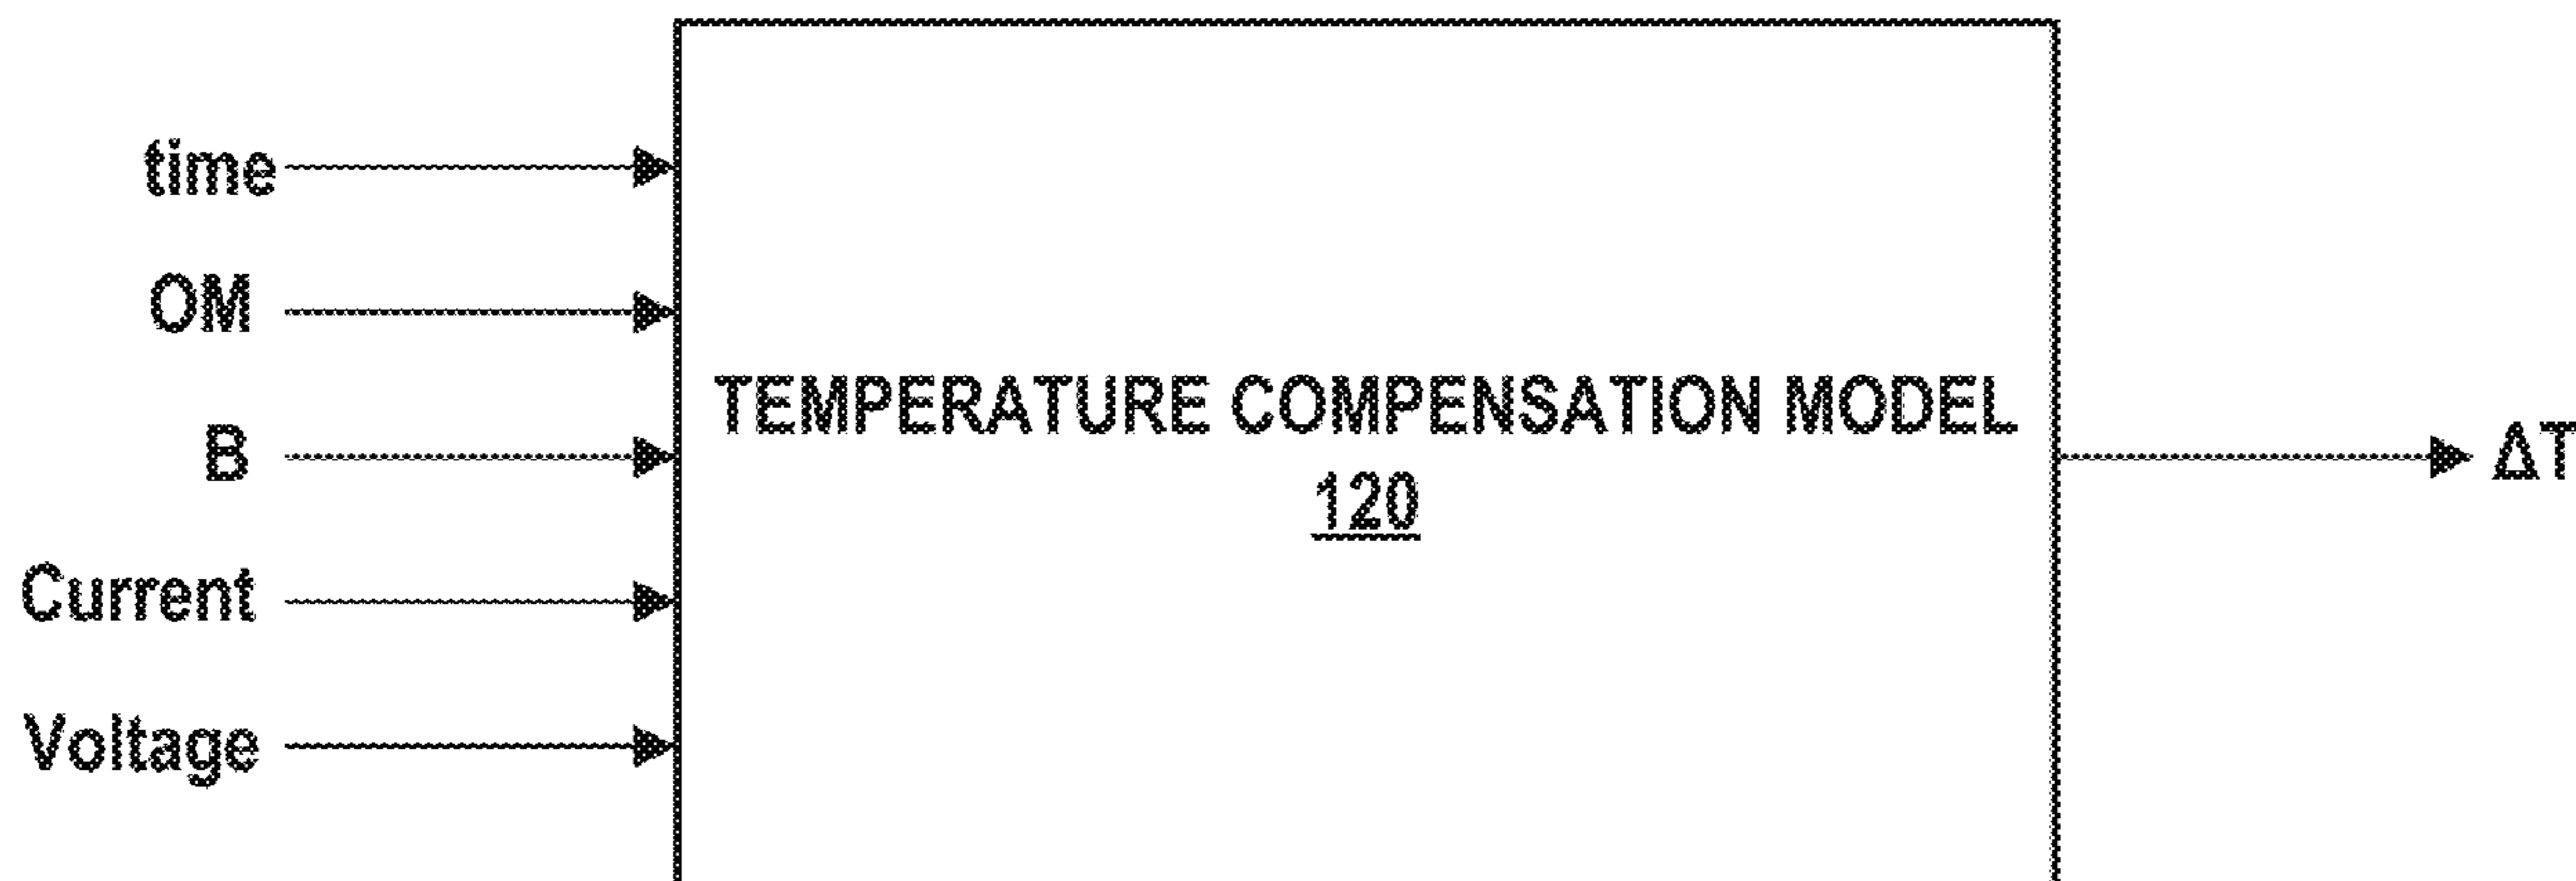 time
OM
B
Current
Voltage
TEMPERATURE COMPENSATION MODEL
120
ΔT